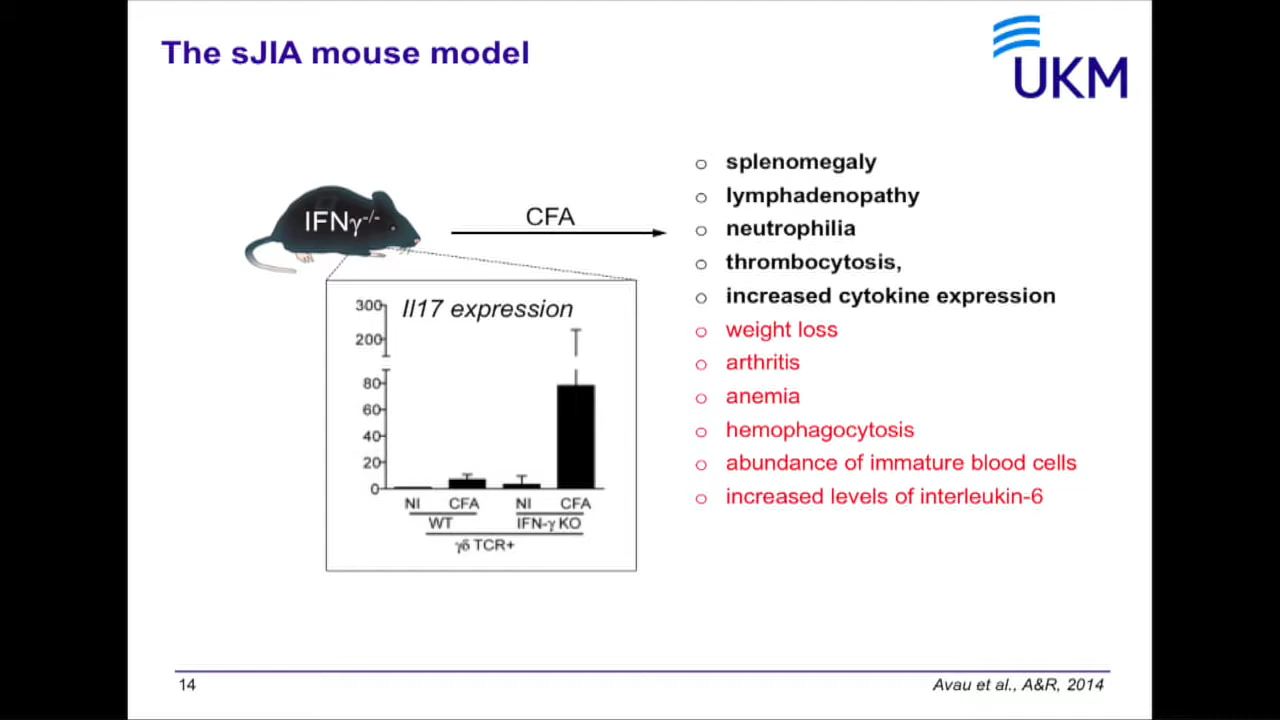 The sJIA mouse model
UKM
IFNγ-/-
CFA
Il17 expression
300
200
80
60
40
20
0
NI CFA NI CFA
WT IFN-γ KO
γδ TCR+
o splenomegaly
o lymphadenopathy
o neutrophilia
o thrombocytosis,
o increased cytokine expression
o weight loss
o arthritis
o anemia
o hemophagocytosis
o abundance of immature blood cells
o increased levels of interleukin-6
14
Avau et al., A&R, 2014